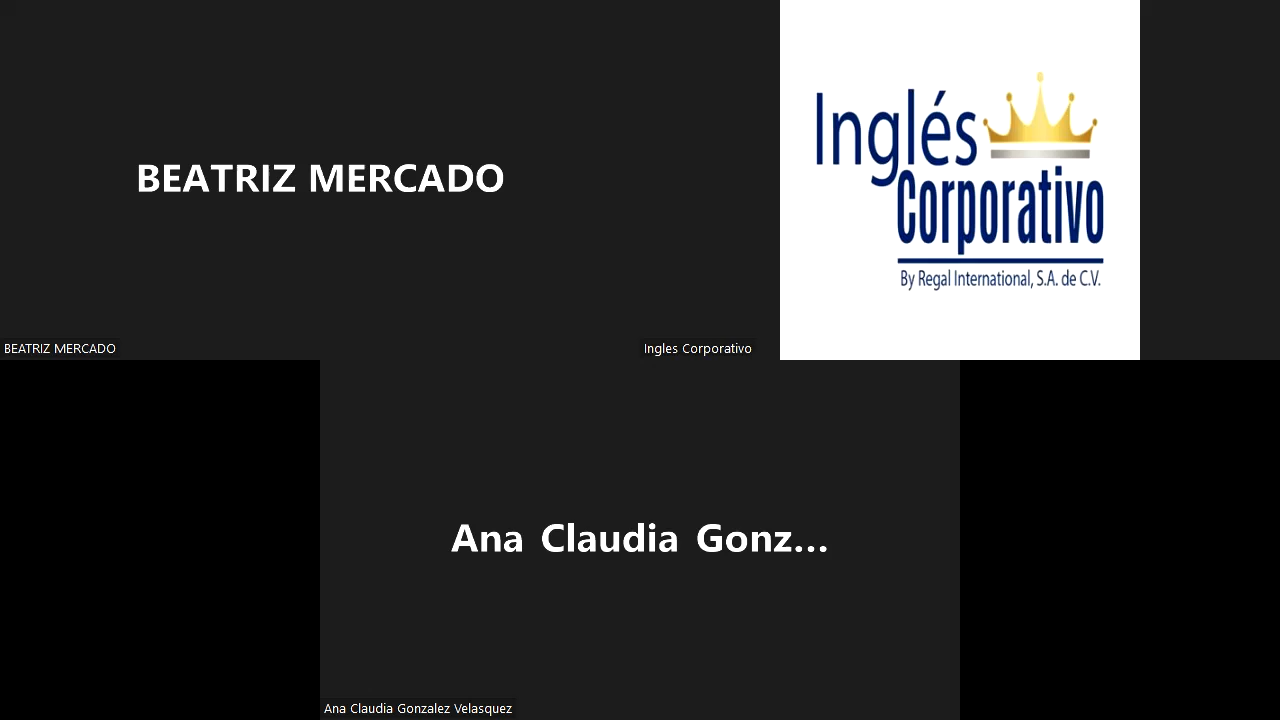 BEATRIZ MERCADO
Inglés
Corporativo
By Regal International, S.A. de C.V.
BEATRIZ MERCADO
Ingles Corporativo
Ana Claudia Gonz...
Ana Claudia Gonzalez Velasquez